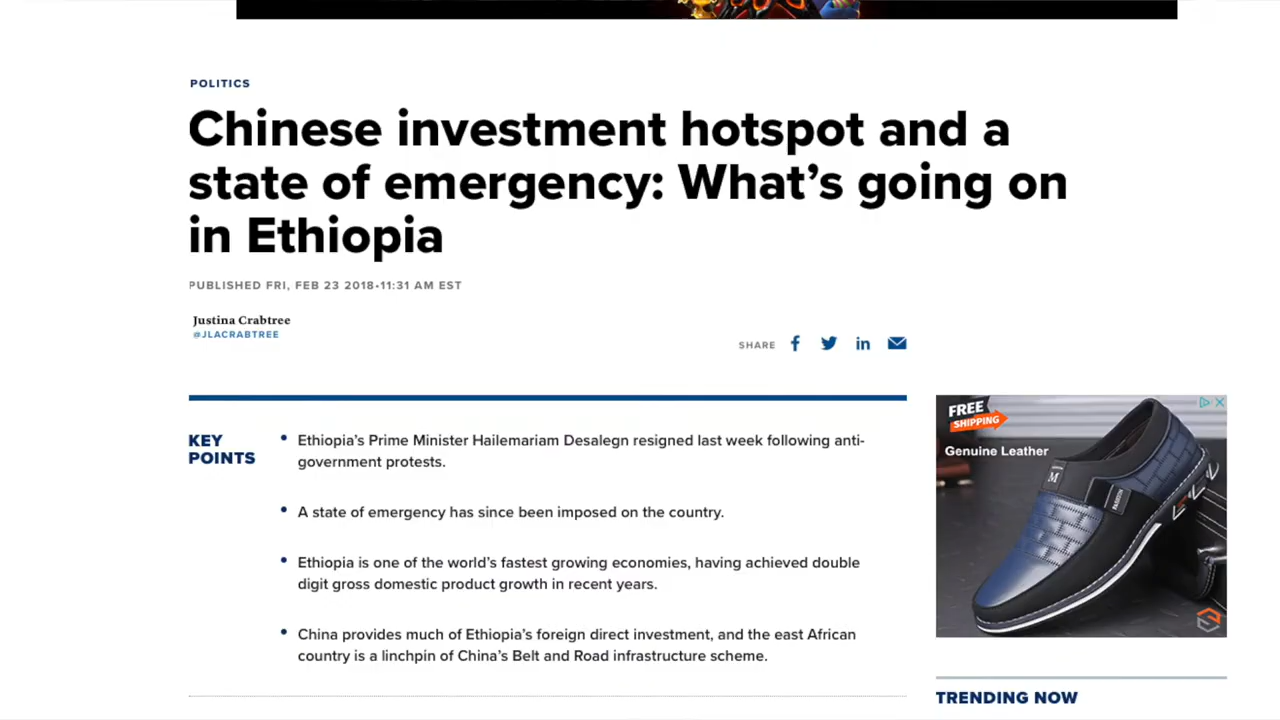 POLITICS
Chinese investment hotspot and a
state of emergency: What’s going on
in Ethiopia
PUBLISHED FRI, FEB 23 2018•11:31 AM EST
Justina Crabtree
@JLACRABTREE
SHARE
KEY
POINTS
• Ethiopia’s Prime Minister Hailemariam Desalegn resigned last week following anti-
government protests.
• A state of emergency has since been imposed on the country.
• Ethiopia is one of the world’s fastest growing economies, having achieved double
digit gross domestic product growth in recent years.
• China provides much of Ethiopia’s foreign direct investment, and the east African
country is a linchpin of China’s Belt and Road infrastructure scheme.
FREE
SHIPPING
Genuine Leather
M
TRENDING NOW